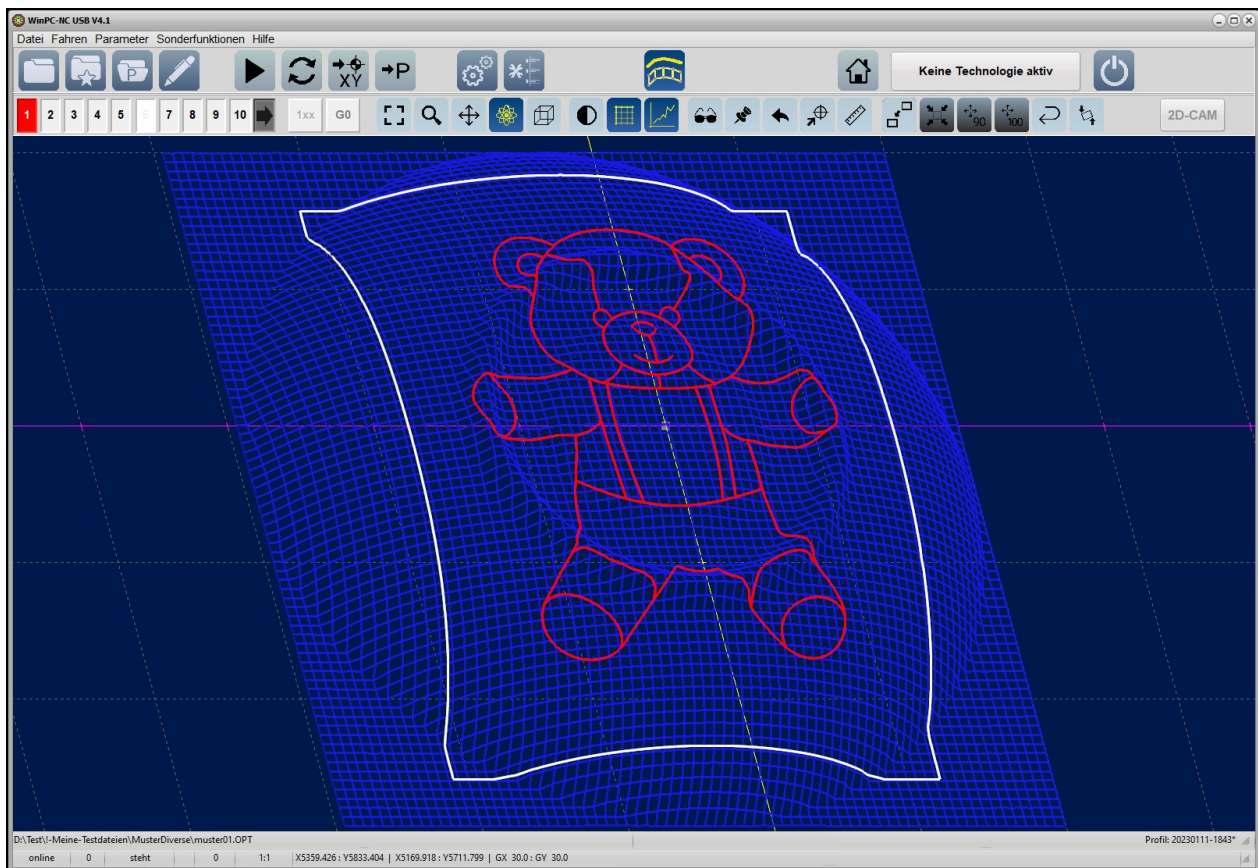 WinPC-NC USB V4.1
Datei Fahren Parameter Sonderfunktionen Hilfe
P
XY
P
Keine Technologie aktiv
1 2 3 4 5 6 7 8 9 10 1xx G0
90 100
2D-CAM
D:\Test\!-Meine-Testdateien\MusterDiverse\muster01.OPT
Profil: 20230111-1843*
online 0 steht 0 1:1 X5359.426 : Y5833.404 | X5169.918 : Y5711.799 | GX 30.0 : GY 30.0